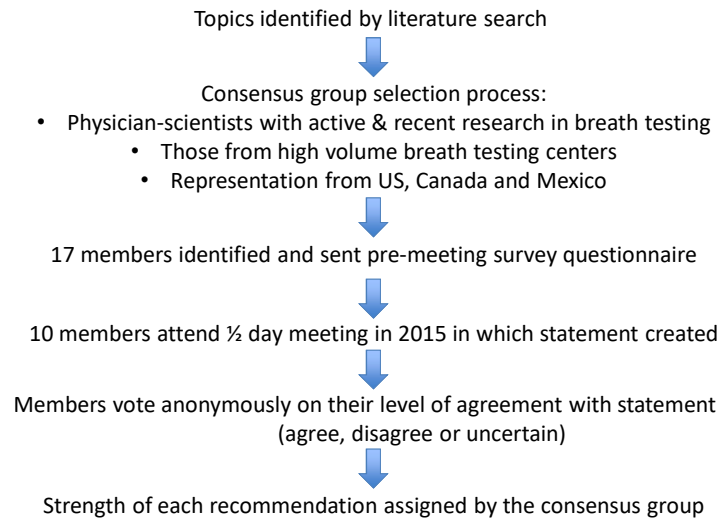 Topics identified by literature search
Consensus group selection process:
• Physician-scientists with active & recent research in breath testing
• Those from high volume breath testing centers
• Representation from US, Canada and Mexico
17 members identified and sent pre-meeting survey questionnaire
10 members attend ½ day meeting in 2015 in which statement created
Members vote anonymously on their level of agreement with statement
(agree, disagree or uncertain)
Strength of each recommendation assigned by the consensus group